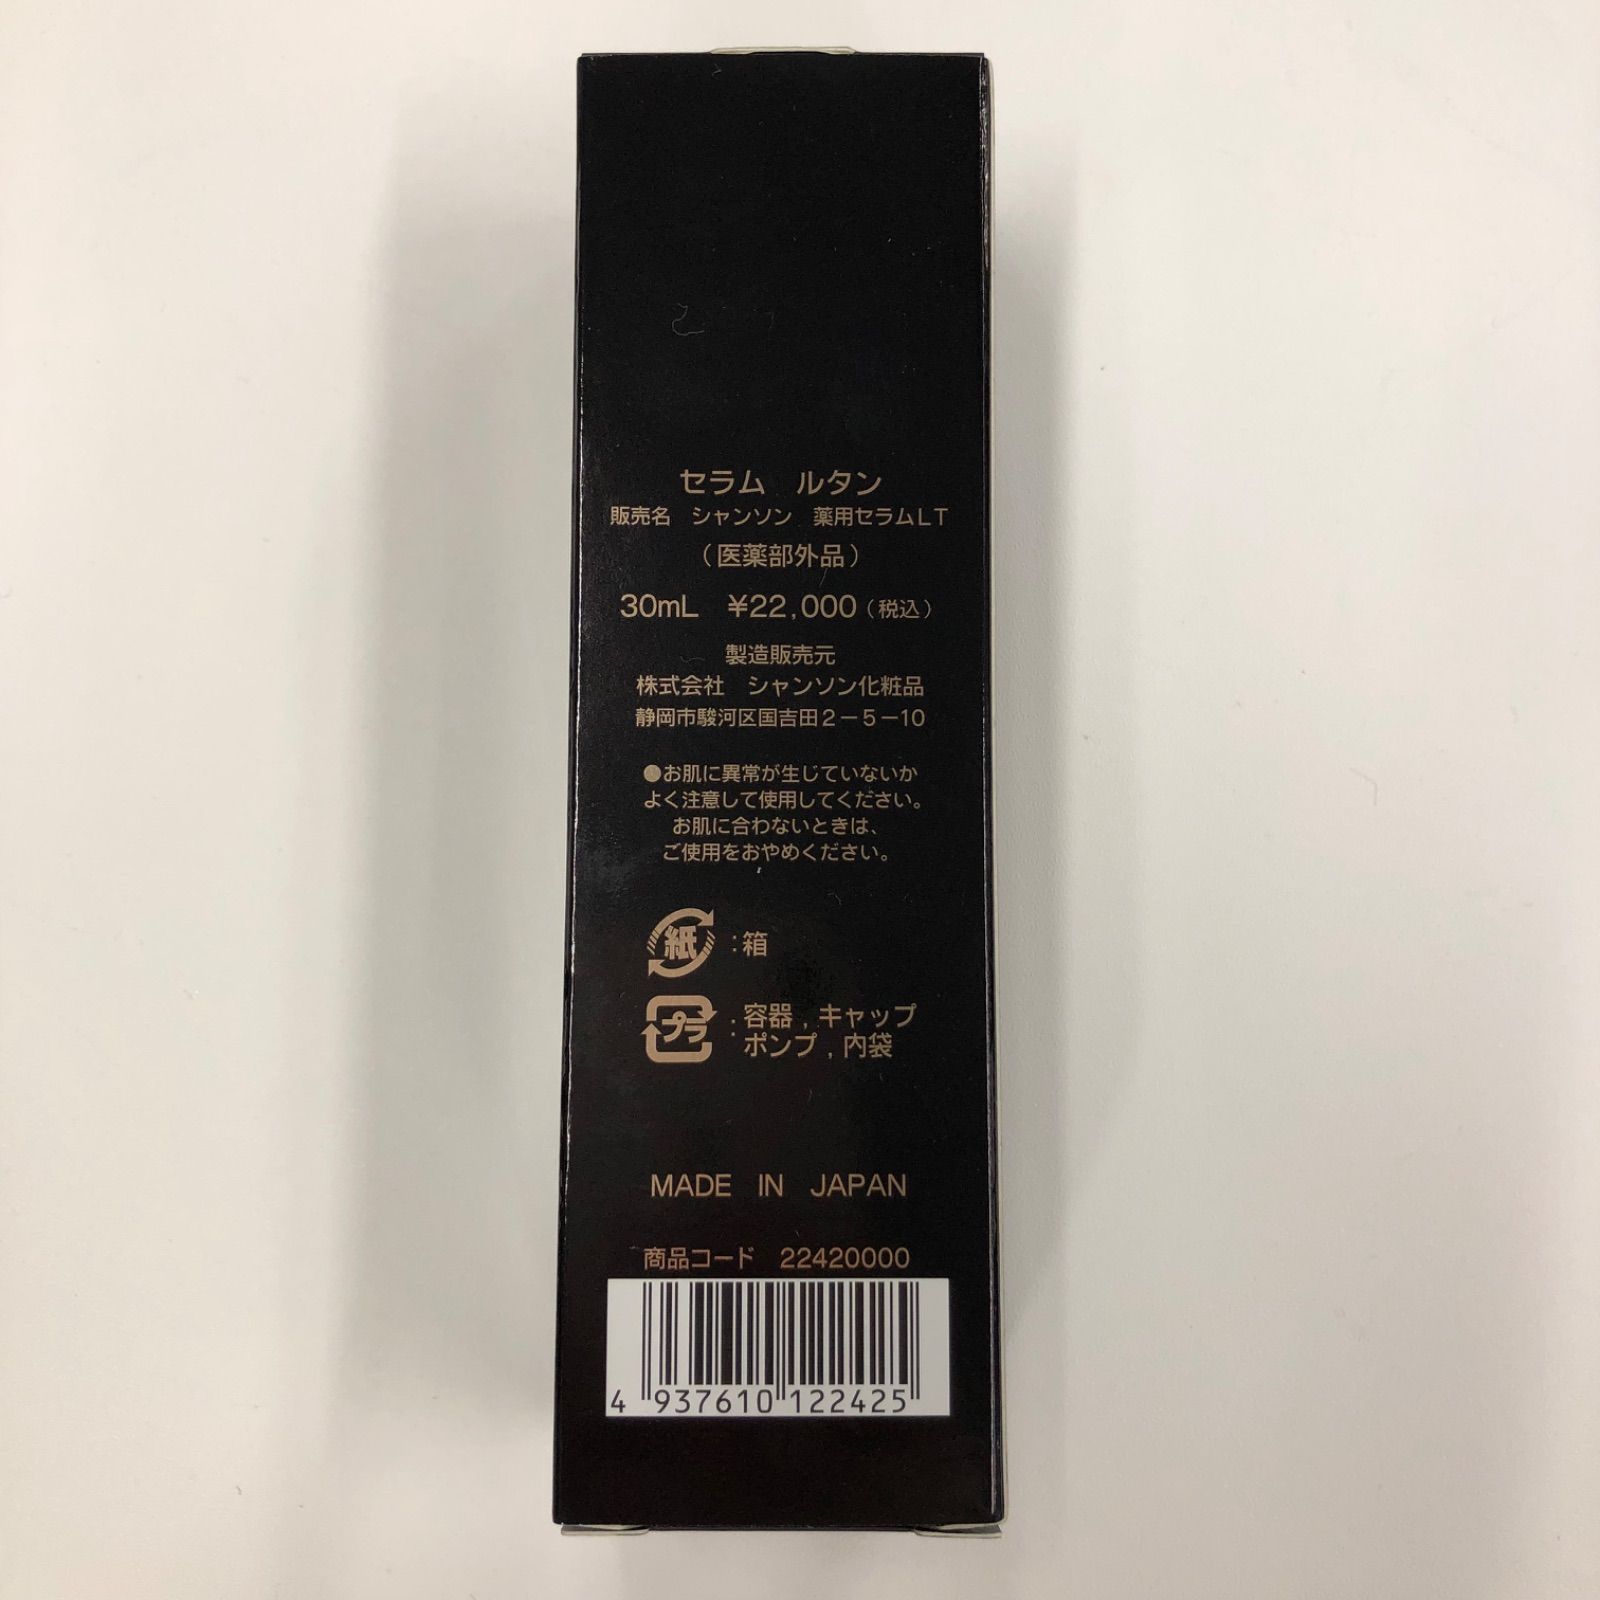 セラム　ルタン
販売名　シャンソン　薬用セラムLT
（医薬部外品）
30mL　¥22,000（税込）
製造販売元
株式会社　シャンソン化粧品
静岡市駿河区国吉田2－5－10
●お肌に異常が生じていないか
よく注意して使用してください。
お肌に合わないときは、
ご使用をおやめください。
紙：箱
プラ：容器，キャップ
ポンプ，内袋
MADE IN JAPAN
商品コード　22420000
4 937610 122425